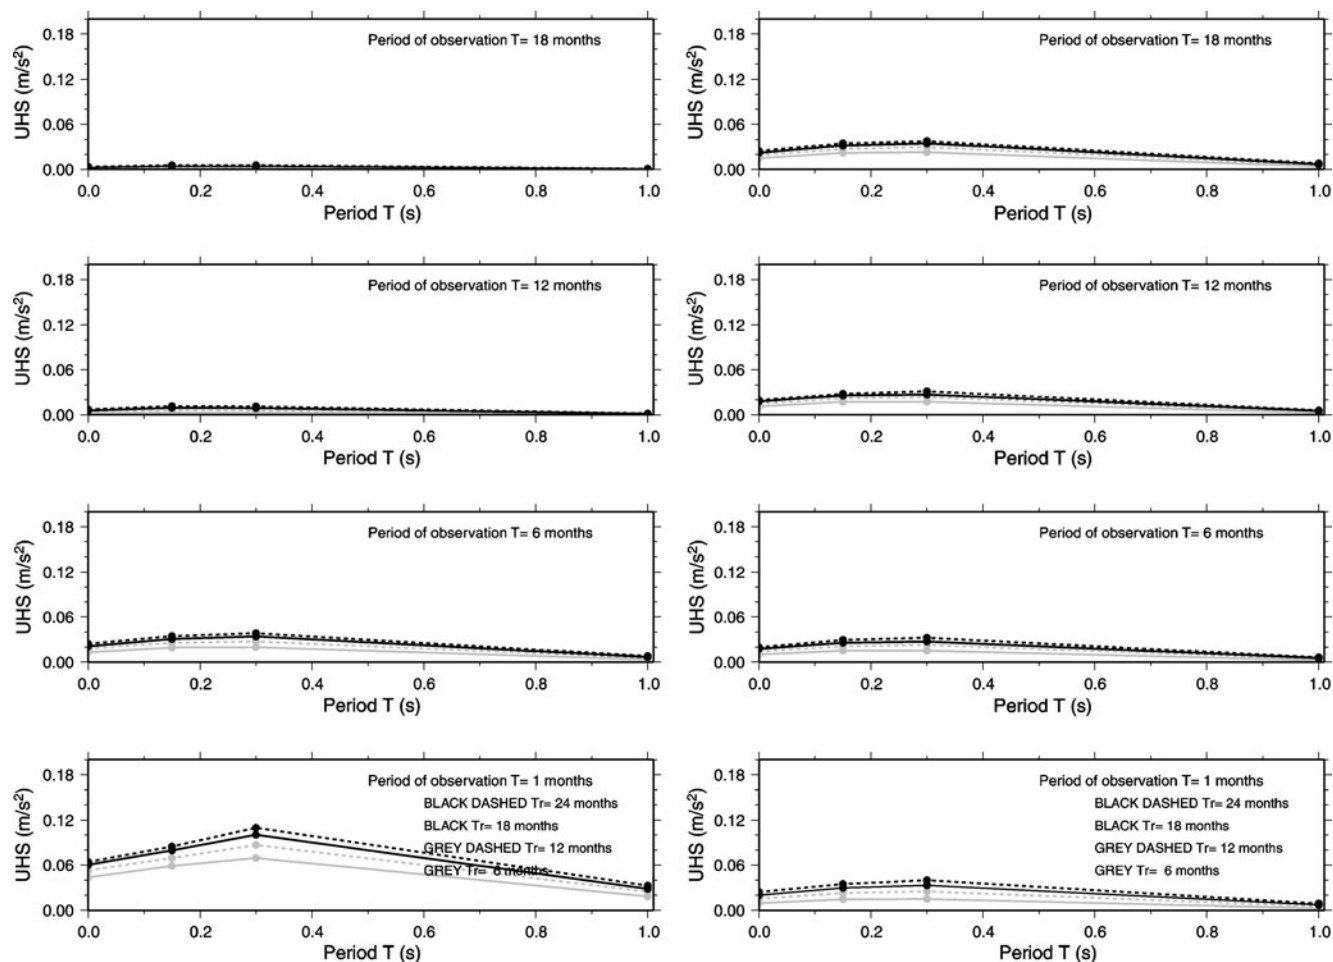 Period of observation T= 18 months
UHS (m/s²)
0.18
0.12
0.06
0.00
0.0 0.2 0.4 0.6 0.8 1.0
Period T (s)
Period of observation T= 18 months
UHS (m/s²)
0.18
0.12
0.06
0.00
0.0 0.2 0.4 0.6 0.8 1.0
Period T (s)
Period of observation T= 12 months
UHS (m/s²)
0.18
0.12
0.06
0.00
0.0 0.2 0.4 0.6 0.8 1.0
Period T (s)
Period of observation T= 12 months
UHS (m/s²)
0.18
0.12
0.06
0.00
0.0 0.2 0.4 0.6 0.8 1.0
Period T (s)
Period of observation T= 6 months
UHS (m/s²)
0.18
0.12
0.06
0.00
0.0 0.2 0.4 0.6 0.8 1.0
Period T (s)
Period of observation T= 6 months
UHS (m/s²)
0.18
0.12
0.06
0.00
0.0 0.2 0.4 0.6 0.8 1.0
Period T (s)
Period of observation T= 1 months
BLACK DASHED Tr= 24 months
BLACK Tr= 18 months
GREY DASHED Tr= 12 months
GREY Tr= 6 months
UHS (m/s²)
0.18
0.12
0.06
0.00
0.0 0.2 0.4 0.6 0.8 1.0
Period T (s)
Period of observation T= 1 months
BLACK DASHED Tr= 24 months
BLACK Tr= 18 months
GREY DASHED Tr= 12 months
GREY Tr= 6 months
UHS (m/s²)
0.18
0.12
0.06
0.00
0.0 0.2 0.4 0.6 0.8 1.0
Period T (s)